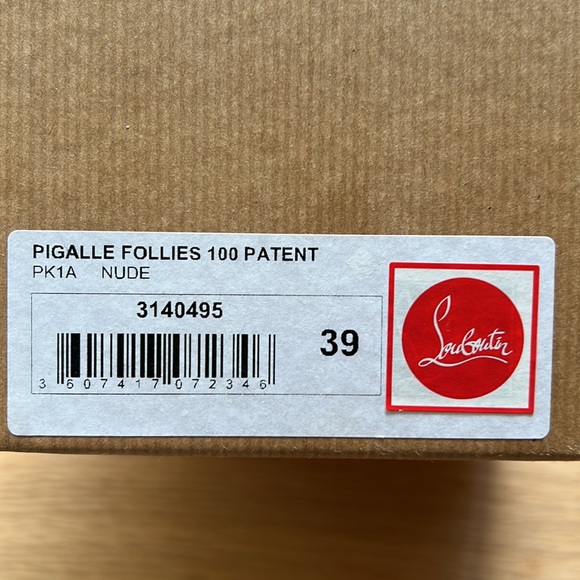 PIGALLE FOLLIES 100 PATENT
PK1A NUDE
3140495
39
3 607417 072346
Louboutin